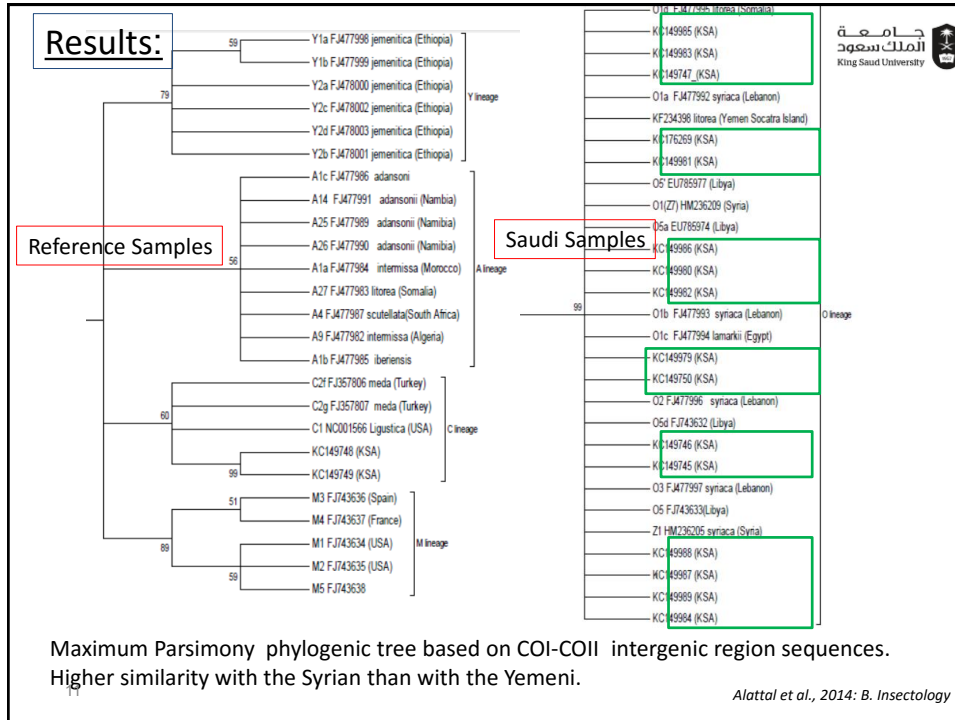 Results:
جامعة
الملك سعود
King Saud University
59
Y1a FJ477998 jemenitica (Ethiopia)
Y1b FJ477999 jemenitica (Ethiopia)
79
Y2a FJ478000 jemenitica (Ethiopia)
Y2c FJ478002 jemenitica (Ethiopia)
Y2d FJ478003 jemenitica (Ethiopia)
Y2b FJ478001 jemenitica (Ethiopia)
Y lineage
A1c FJ477986 adansoni
A14 FJ477991 adansonii (Nambia)
A25 FJ477989 adansonii (Namibia)
A26 FJ477990 adansonii (Namibia)
Reference Samples
56
A1a FJ477984 intermissa (Morocco)
A lineage
A27 FJ477983 litorea (Somalia)
A4 FJ477987 scutellata(South Africa)
A9 FJ477982 intermissa (Algeria)
A1b FJ477985 iberiensis
C2f FJ357806 meda (Turkey)
C2g FJ357807 meda (Turkey)
60
C1 NC001566 Ligustica (USA)
C lineage
KC149748 (KSA)
99
KC149749 (KSA)
51
M3 FJ743636 (Spain)
M4 FJ743637 (France)
89
M1 FJ743634 (USA)
M lineage
M2 FJ743635 (USA)
59
M5 FJ743638
O1d FJ477995 litorea (Somalia)
KC149985 (KSA)
KC149983 (KSA)
KC149747_(KSA)
O1a FJ477992 syriaca (Lebanon)
KF234398 litorea (Yemen Socatra Island)
KC176269 (KSA)
KC149981 (KSA)
O5' EU785977 (Libya)
O1(Z7) HM236209 (Syria)
O5a EU785974 (Libya)
Saudi Samples
KC149986 (KSA)
KC149980 (KSA)
KC149982 (KSA)
99
O1b FJ477993 syriaca (Lebanon)
O lineage
O1c FJ477994 lamarkii (Egypt)
KC149979 (KSA)
KC149750 (KSA)
O2 FJ477996 syriaca (Lebanon)
O5d FJ743632 (Libya)
KC149746 (KSA)
KC149745 (KSA)
O3 FJ477997 syriaca (Lebanon)
O5 FJ743633(Libya)
Z1 HM236205 syriaca (Syria)
KC149988 (KSA)
KC149987 (KSA)
KC149989 (KSA)
KC149984 (KSA)
Maximum Parsimony phylogenic tree based on COI-COII intergenic region sequences.
Higher similarity with the Syrian than with the Yemeni.
Alattal et al., 2014: B. Insectology